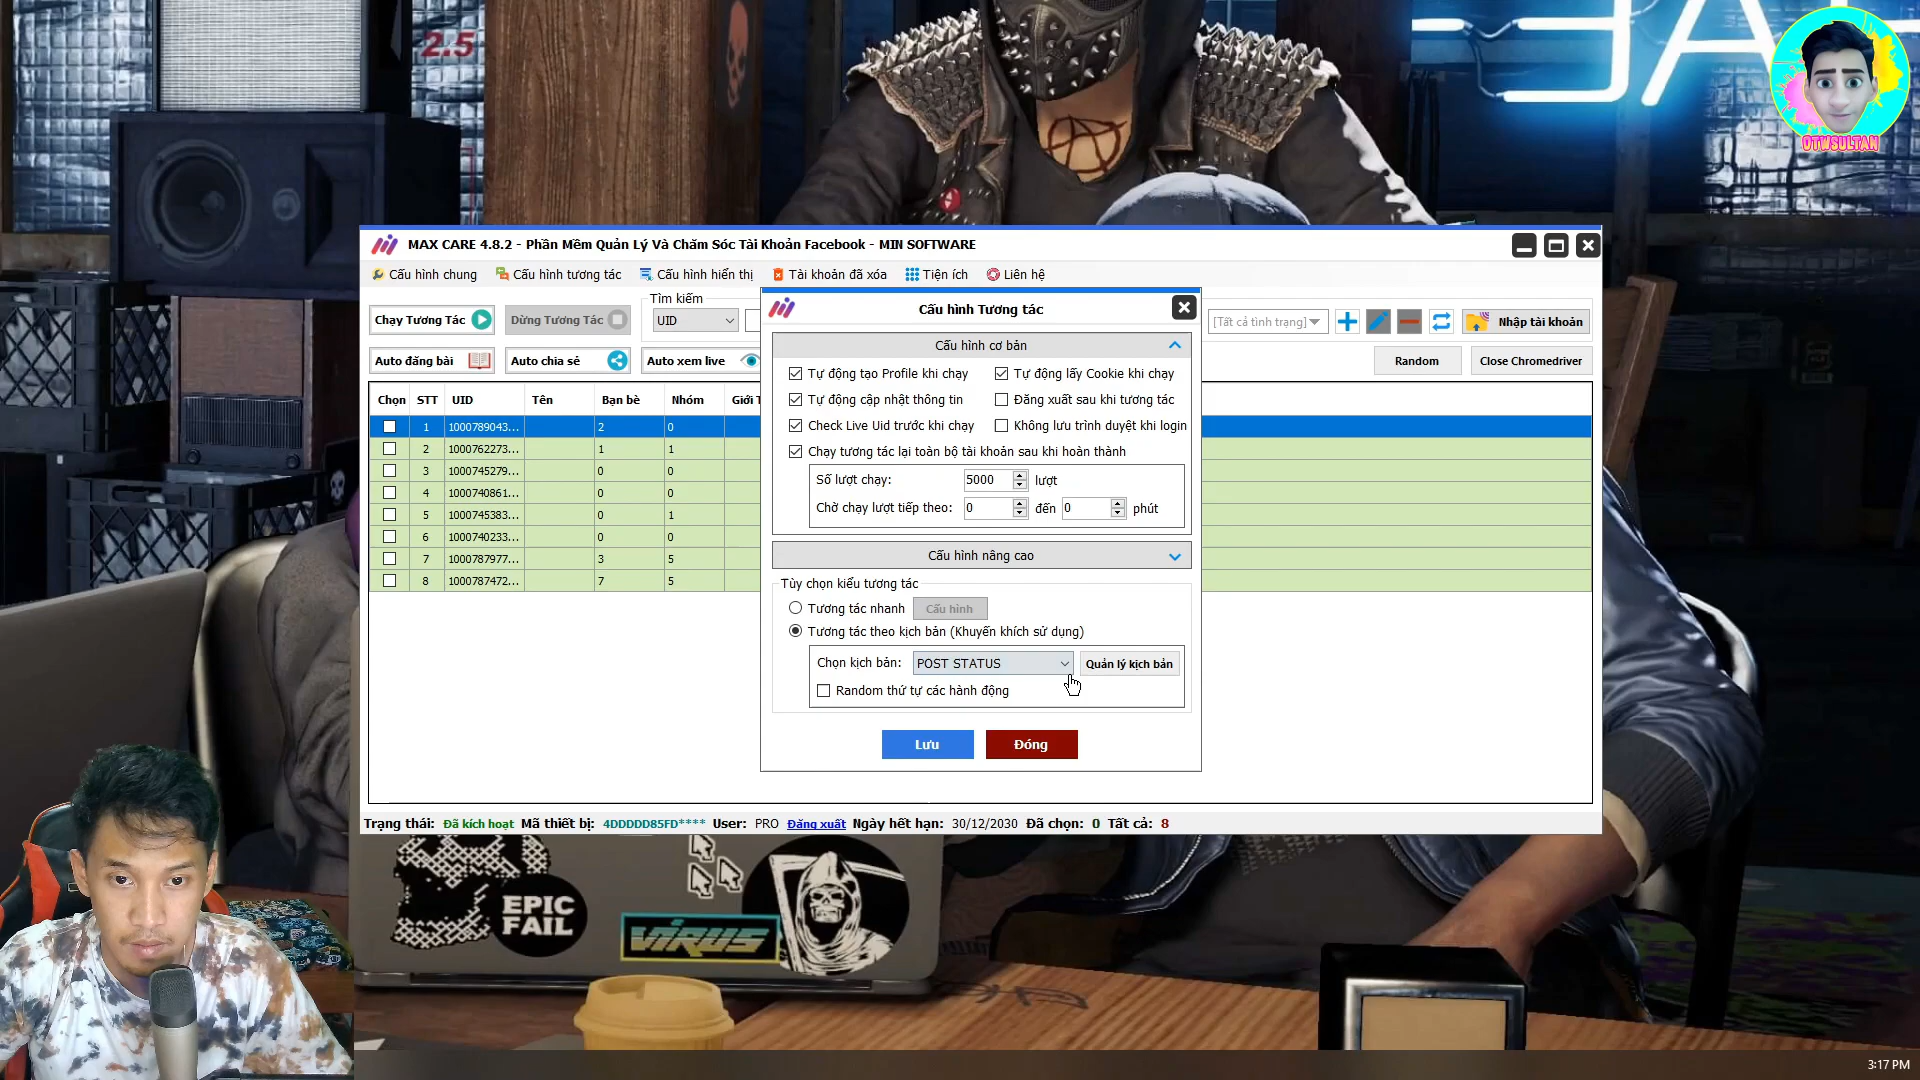 2.5
OTWSULTAN
MAX CARE 4.8.2 - Phần Mềm Quản Lý Và Chăm Sóc Tài Khoản Facebook - MIN SOFTWARE
Cấu hình chung Cấu hình tương tác Cấu hình hiển thị Tài khoản đã xóa Tiện ích Liên hệ
Tìm kiếm
Chạy Tương Tác Dừng Tương Tác UID [Tất cả tình trạng] Nhập tài khoản
Auto đăng bài Auto chia sẻ Auto xem live Random Close Chromedriver
Chọn STT UID Tên Bạn bè Nhóm Giới T
1 1000789043... 2 0
2 1000762273... 1 1
3 1000745279... 0 0
4 1000740861... 0 0
5 1000745383... 0 1
6 1000740233... 0 0
7 1000787977... 3 5
8 1000787472... 7 5
Cấu hình Tương tác
Cấu hình cơ bản
Tự động tạo Profile khi chạy Tự động lấy Cookie khi chạy
Tự động cập nhật thông tin Đăng xuất sau khi tương tác
Check Live Uid trước khi chạy Không lưu trình duyệt khi login
Chạy tương tác lại toàn bộ tài khoản sau khi hoàn thành
Số lượt chạy: 5000 lượt
Chờ chạy lượt tiếp theo: 0 đến 0 phút
Cấu hình nâng cao
Tùy chọn kiểu tương tác
Tương tác nhanh Cấu hình
Tương tác theo kịch bản (Khuyến khích sử dụng)
Chọn kịch bản: POST STATUS Quản lý kịch bản
Random thứ tự các hành động
Lưu Đóng
Trạng thái: Đã kích hoạt Mã thiết bị: 4DDDDD85FD**** User: PRO Đăng xuất Ngày hết hạn: 30/12/2030 Đã chọn: 0 Tất cả: 8
EPIC
FAIL
VIRUS
3:17 PM